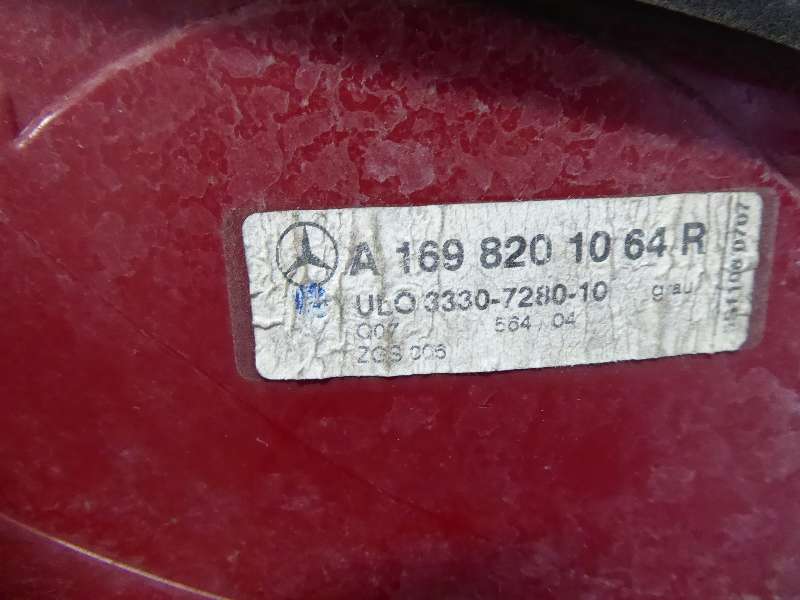 A 169 820 10 64 R
ULO 3330-7280-10 grau
Q07 564 / 04
ZGS 006